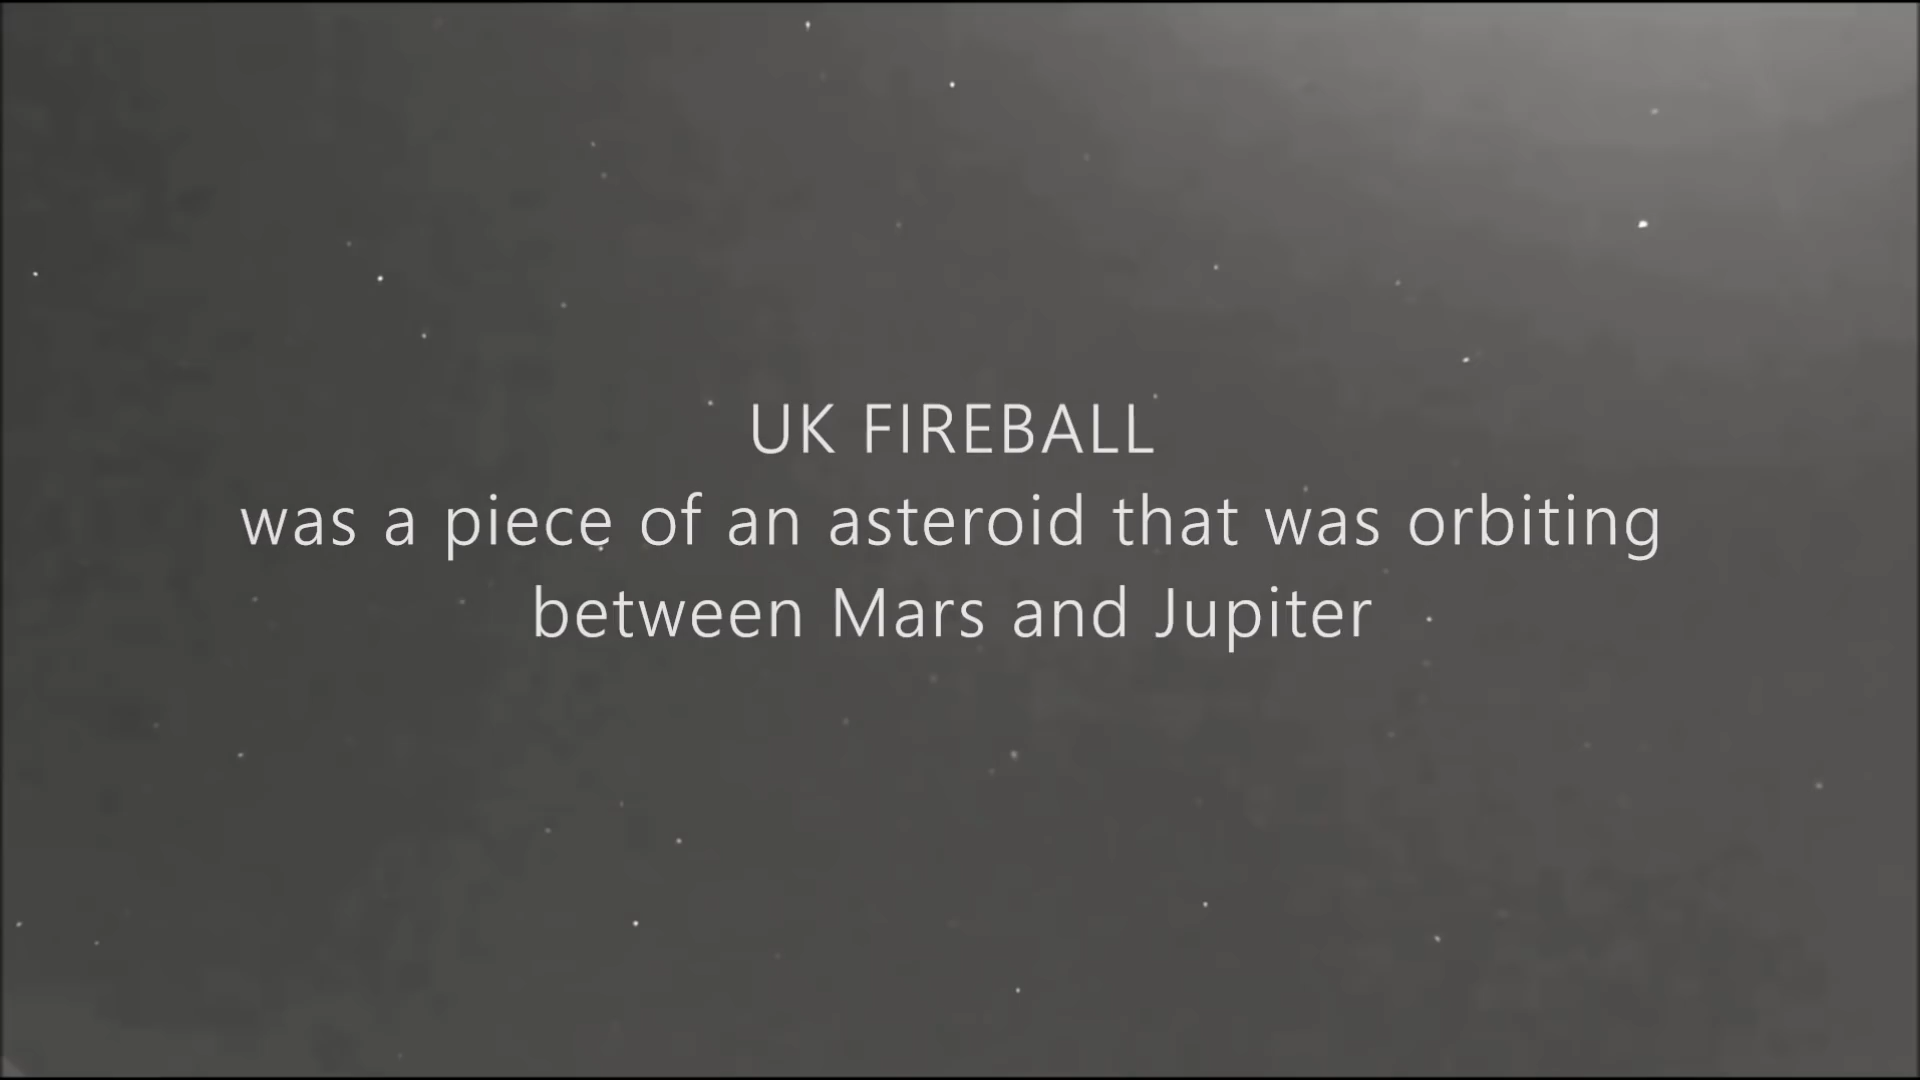 UK FIREBALL
was a piece of an asteroid that was orbiting
between Mars and Jupiter